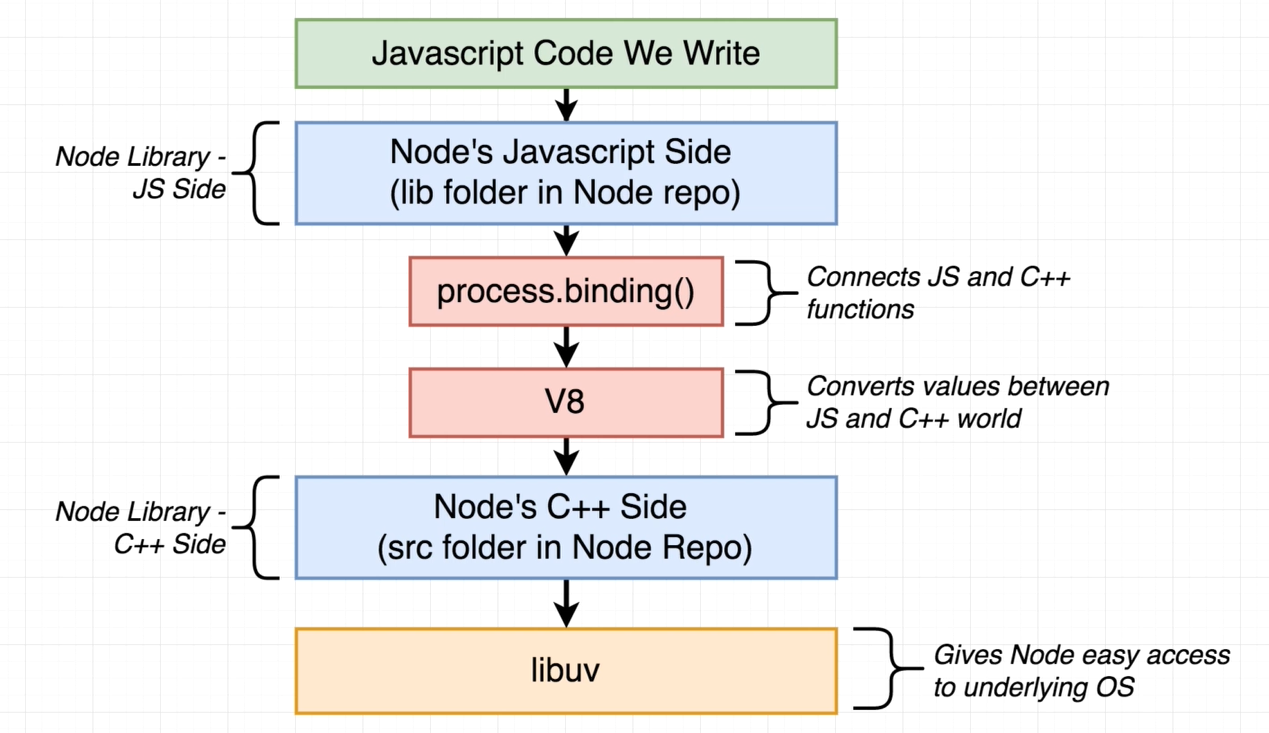 Javascript Code We Write
Node Library -
JS Side
Node's Javascript Side
(lib folder in Node repo)
process.binding()
Connects JS and C++
functions
V8
Converts values between
JS and C++ world
Node Library -
C++ Side
Node's C++ Side
(src folder in Node Repo)
libuv
Gives Node easy access
to underlying OS